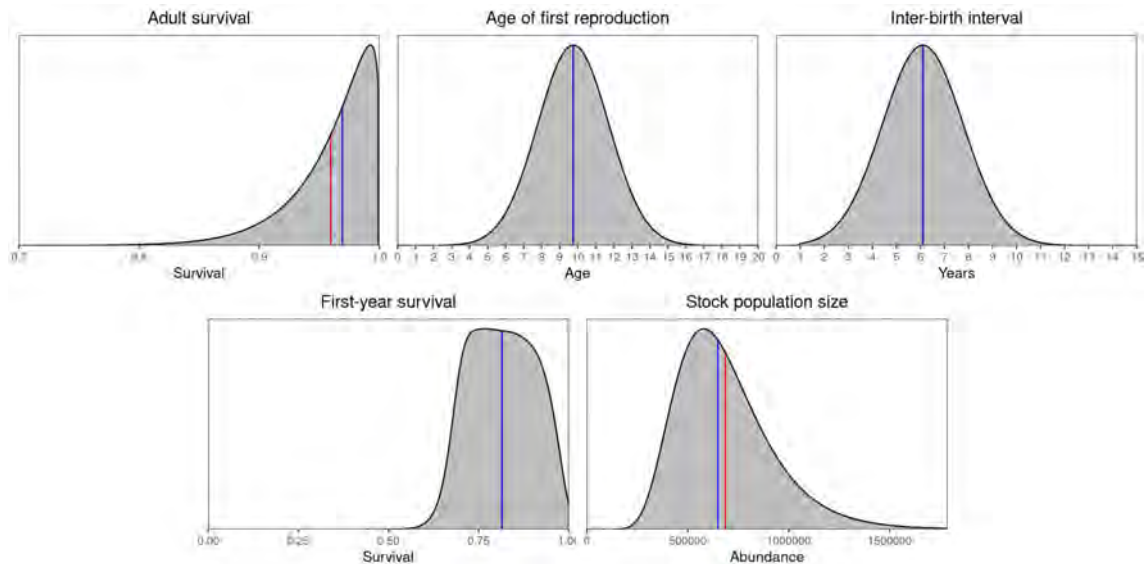 Adult survival
Age of first reproduction
Inter-birth interval
0.7 0.8 0.9 1.0
0 1 2 3 4 5 6 7 8 9 10 11 12 13 14 15 16 17 18 19 20
0 1 2 3 4 5 6 7 8 9 10 11 12 13 14 15
Survival
Age
Years
First-year survival
Stock population size
0.00 0.25 0.50 0.75 1.0
0 500000 1000000 1500000
Survival
Abundance